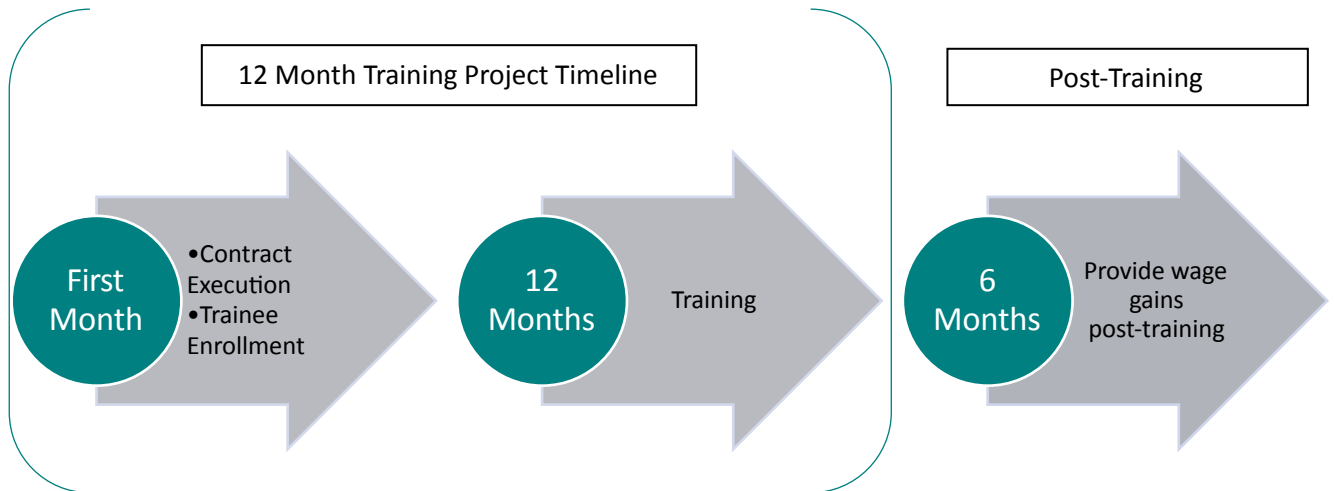 12 Month Training Project Timeline
Post-Training
First
Month
•Contract
Execution
•Trainee
Enrollment
12
Months
Training
6
Months
Provide wage
gains
post-training